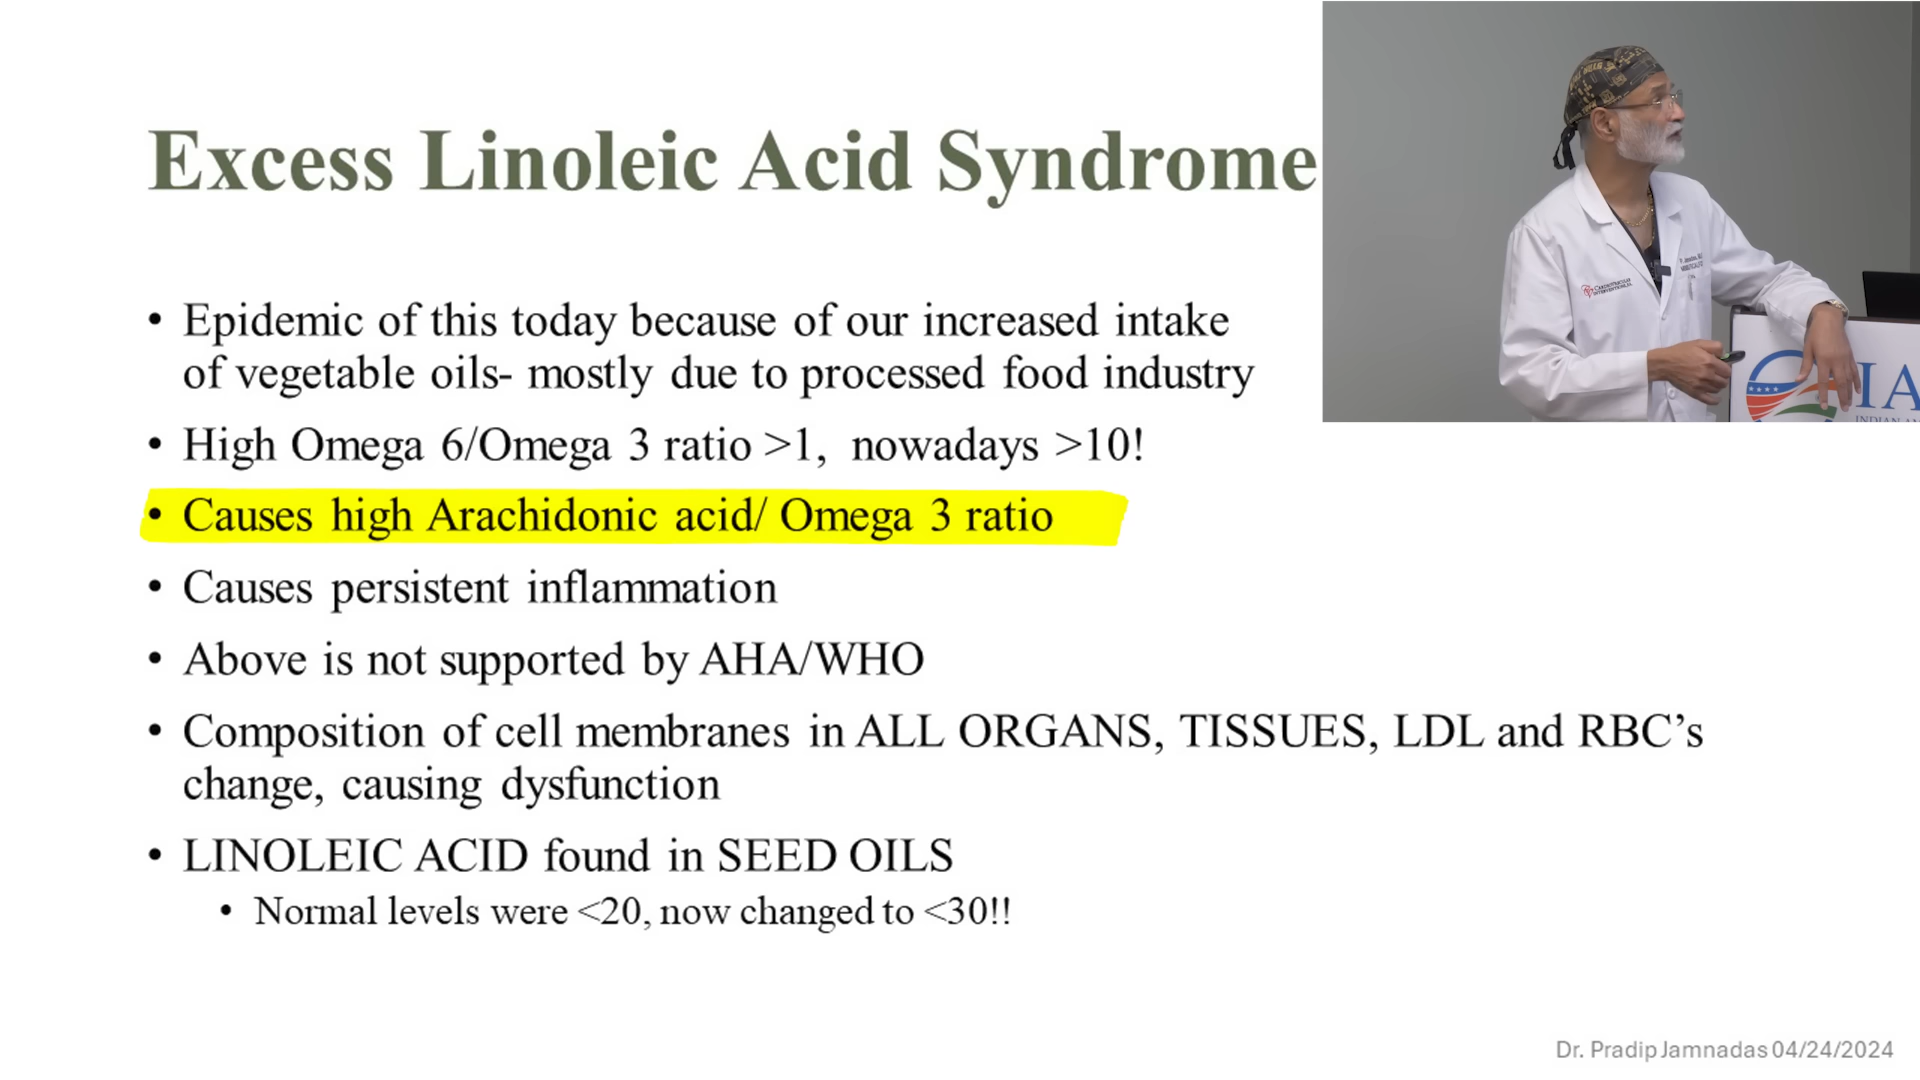 Excess Linoleic Acid Syndrome
• Epidemic of this today because of our increased intake
of vegetable oils- mostly due to processed food industry
• High Omega 6/Omega 3 ratio >1, nowadays >10!
• Causes high Arachidonic acid/ Omega 3 ratio
• Causes persistent inflammation
• Above is not supported by AHA/WHO
• Composition of cell membranes in ALL ORGANS, TISSUES, LDL and RBC's
change, causing dysfunction
• LINOLEIC ACID found in SEED OILS
• Normal levels were <20, now changed to <30!!
IA
INDIAN
Dr. Pradip Jamnadas 04/24/2024